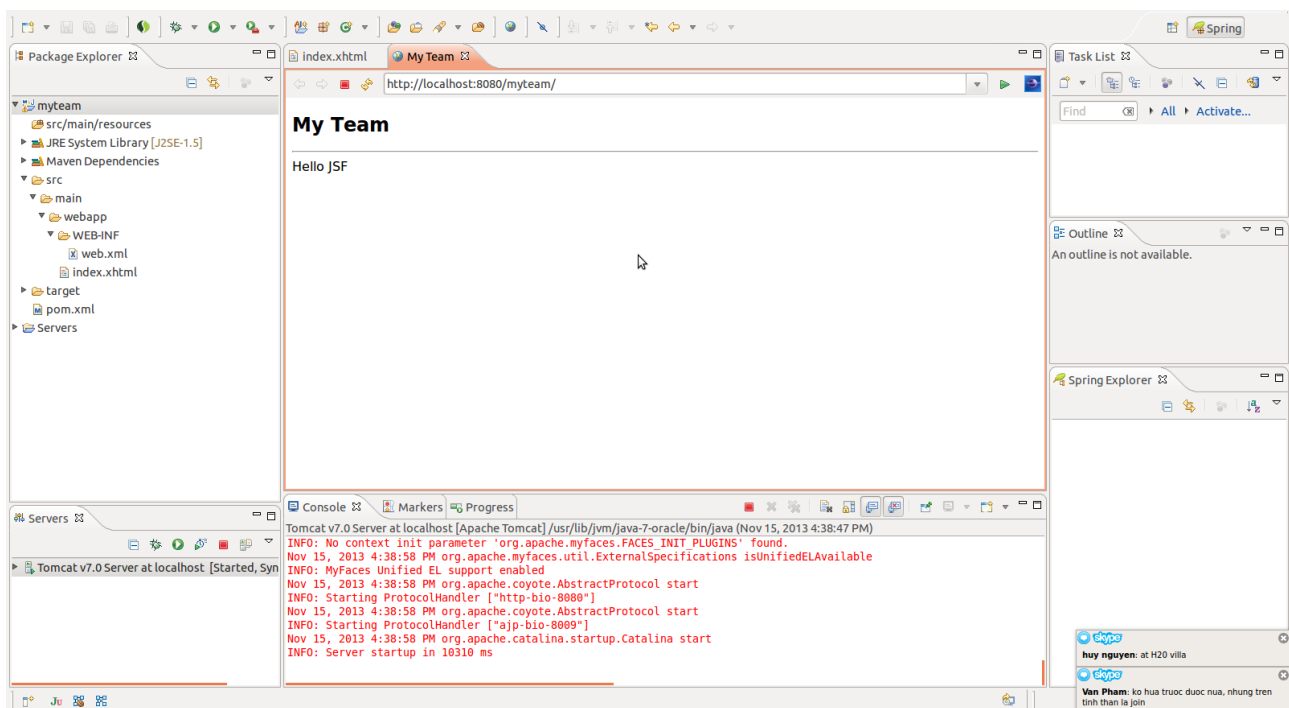 Spring
Package Explorer
index.xhtml
My Team
Task List
http://localhost:8080/myteam/
Find
All
Activate...
myteam
src/main/resources
JRE System Library [J2SE-1.5]
Maven Dependencies
src
main
webapp
WEB-INF
web.xml
index.xhtml
target
pom.xml
Servers
My Team
Hello JSF
Outline
An outline is not available.
Spring Explorer
Servers
Tomcat v7.0 Server at localhost [Started, Syn
Console
Markers
Progress
Tomcat v7.0 Server at localhost [Apache Tomcat] /usr/lib/jvm/java-7-oracle/bin/java (Nov 15, 2013 4:38:47 PM)
INFO: No context init parameter 'org.apache.myfaces.FACES_INIT_PLUGINS' found.
Nov 15, 2013 4:38:58 PM org.apache.myfaces.util.ExternalSpecifications isUnifiedELAvailable
INFO: MyFaces Unified EL support enabled
Nov 15, 2013 4:38:58 PM org.apache.coyote.AbstractProtocol start
INFO: Starting ProtocolHandler ["http-bio-8080"]
Nov 15, 2013 4:38:58 PM org.apache.coyote.AbstractProtocol start
INFO: Starting ProtocolHandler ["ajp-bio-8009"]
Nov 15, 2013 4:38:58 PM org.apache.catalina.startup.Catalina start
INFO: Server startup in 10310 ms
skype
huy nguyen: at H20 villa
skype
Van Pham: ko hua truoc duoc nua, nhung tren
tinh than la join
Ju